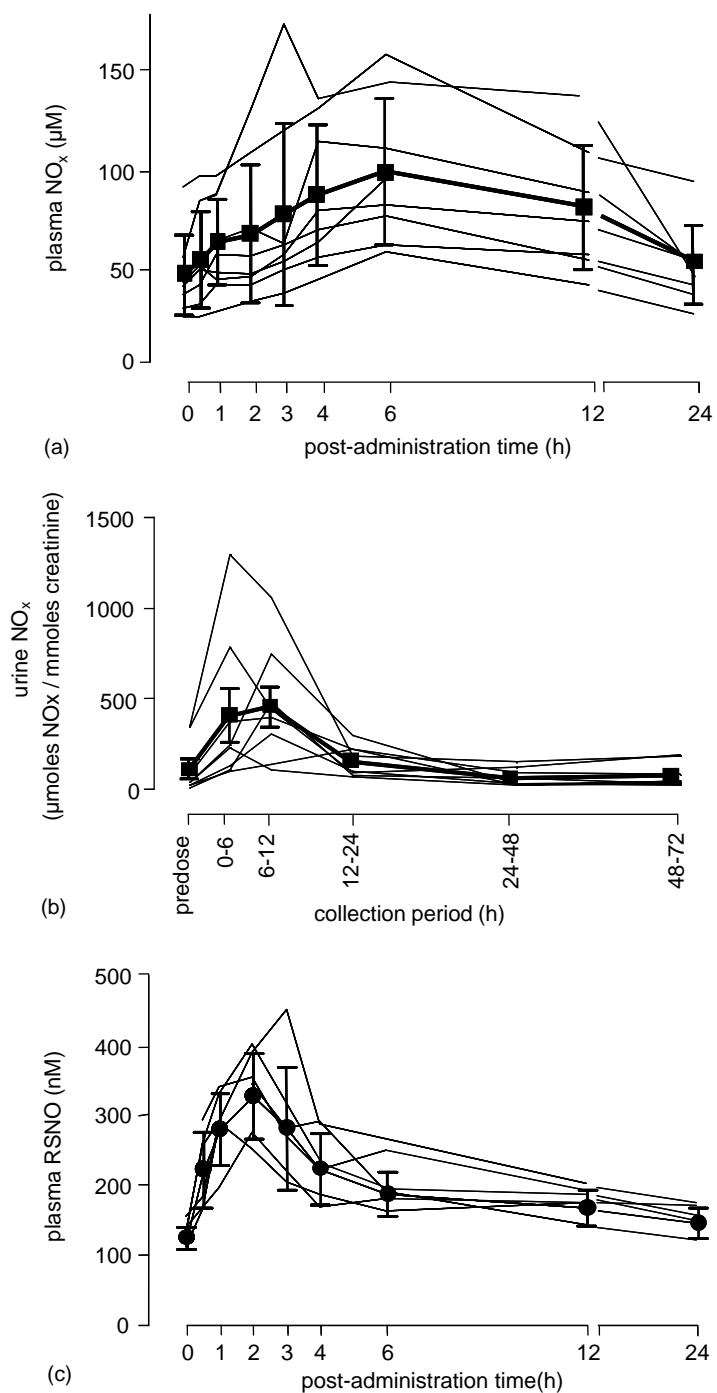 plasma NOx (µM)
150
100
50
0
0 1 2 3 4 6 12 24
(a)
post-administration time (h)
urine NOx
(µmoles NOx / mmoles creatinine)
1500
1000
500
0
predose 0-6 6-12 12-24 24-48 48-72
(b)
collection period (h)
plasma RSNO (nM)
500
400
300
200
100
0
0 1 2 3 4 6 12 24
(c)
post-administration time(h)